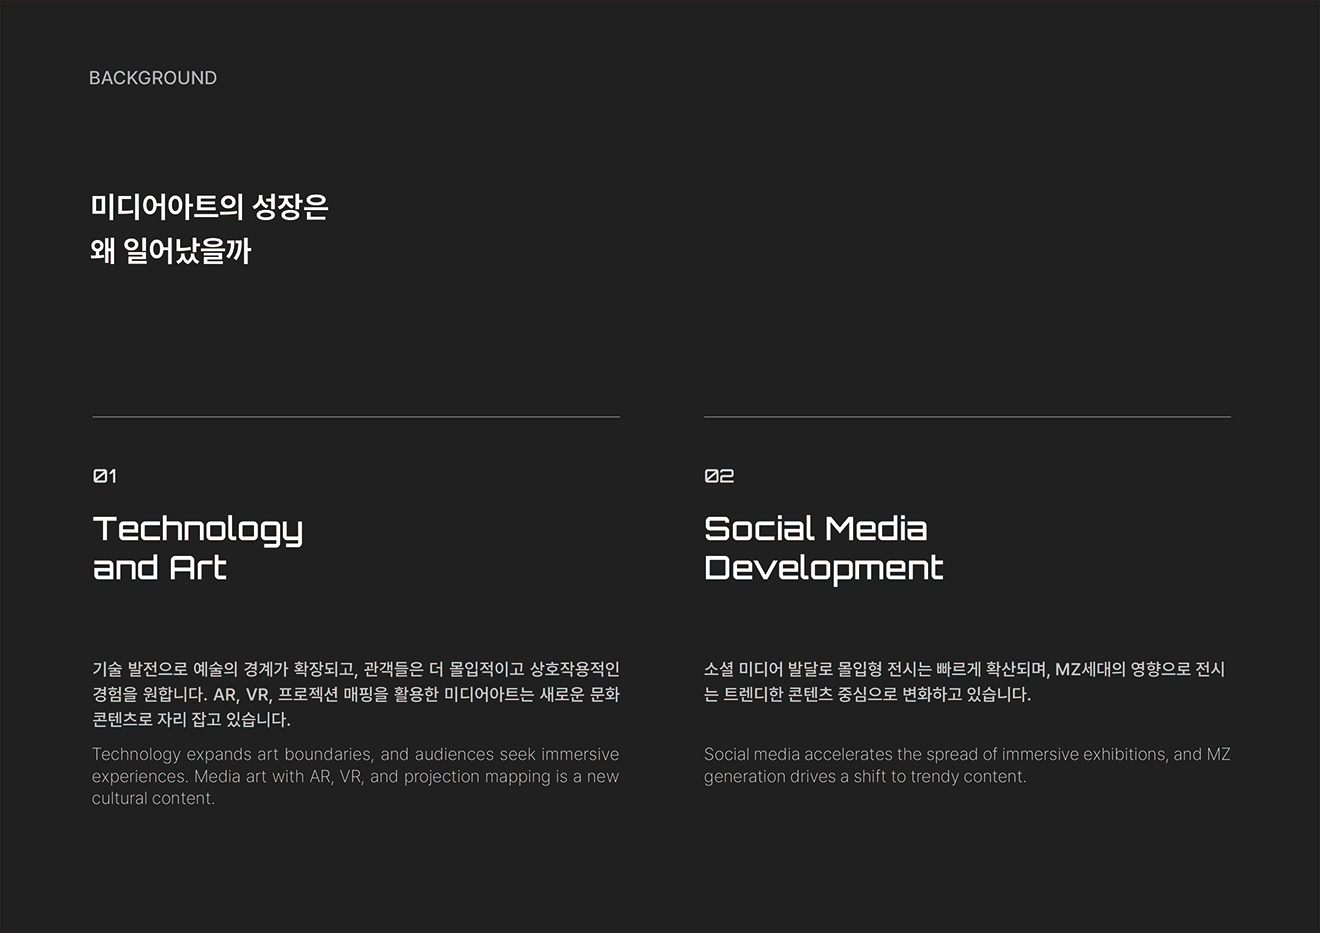 BACKGROUND
미디어아트의 성장은
왜 일어났을까
01
Technology
and Art
기술 발전으로 예술의 경계가 확장되고, 관객들은 더 몰입적이고 상호작용적인
경험을 원합니다. AR, VR, 프로젝션 매핑을 활용한 미디어아트는 새로운 문화
콘텐츠로 자리 잡고 있습니다.
Technology expands art boundaries, and audiences seek immersive
experiences. Media art with AR, VR, and projection mapping is a new
cultural content.
02
Social Media
Development
소셜 미디어 발달로 몰입형 전시는 빠르게 확산되며, MZ세대의 영향으로 전시
는 트렌디한 콘텐츠 중심으로 변화하고 있습니다.
Social media accelerates the spread of immersive exhibitions, and MZ
generation drives a shift to trendy content.